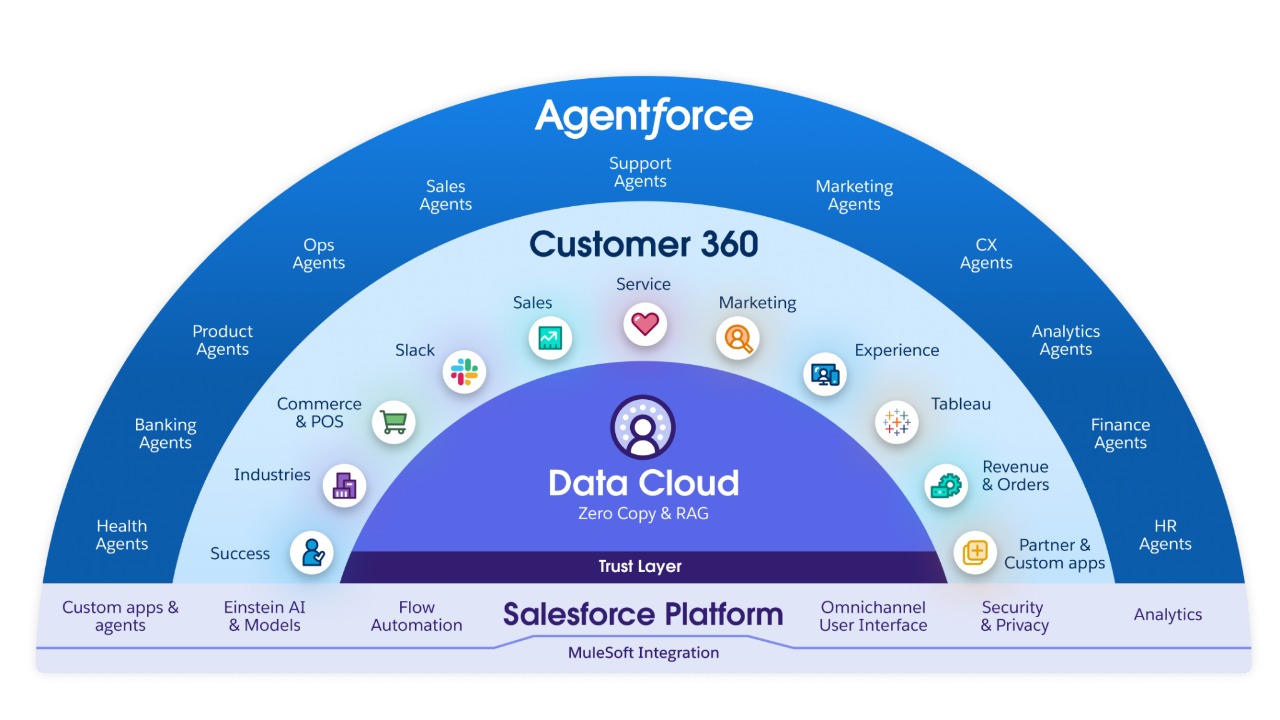 Agentforce
Support
Agents
Sales
Agents
Marketing
Agents
Ops
Agents
CX
Agents
Product
Agents
Analytics
Agents
Banking
Agents
Finance
Agents
Health
Agents
HR
Agents
Customer 360
Service
Sales
Marketing
Slack
Experience
Commerce
& POS
Tableau
Industries
Revenue
& Orders
Success
Partner &
Custom apps
Data Cloud
Zero Copy & RAG
Trust Layer
Custom apps &
agents
Einstein AI
& Models
Flow
Automation
Salesforce Platform
Omnichannel
User Interface
Security
& Privacy
Analytics
MuleSoft Integration